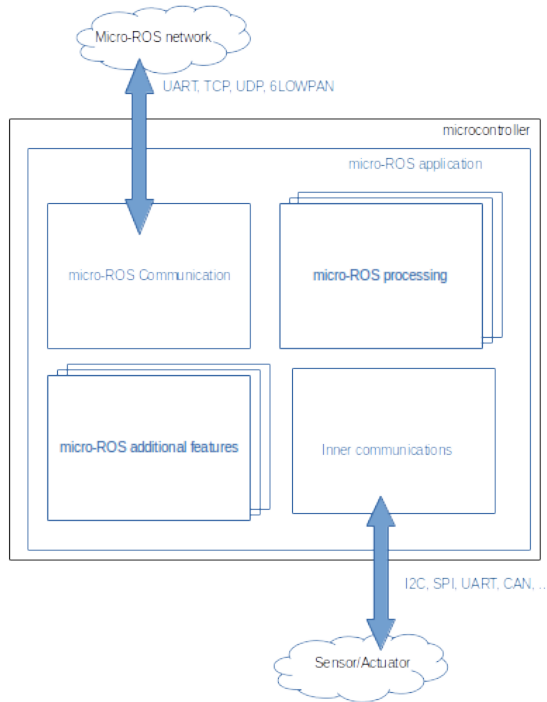 Micro-ROS network
UART, TCP, UDP, 6LOWPAN
microcontroller
micro-ROS application
micro-ROS Communication
micro-ROS processing
micro-ROS additional features
Inner communications
I2C, SPI, UART, CAN, ..
Sensor/Actuator